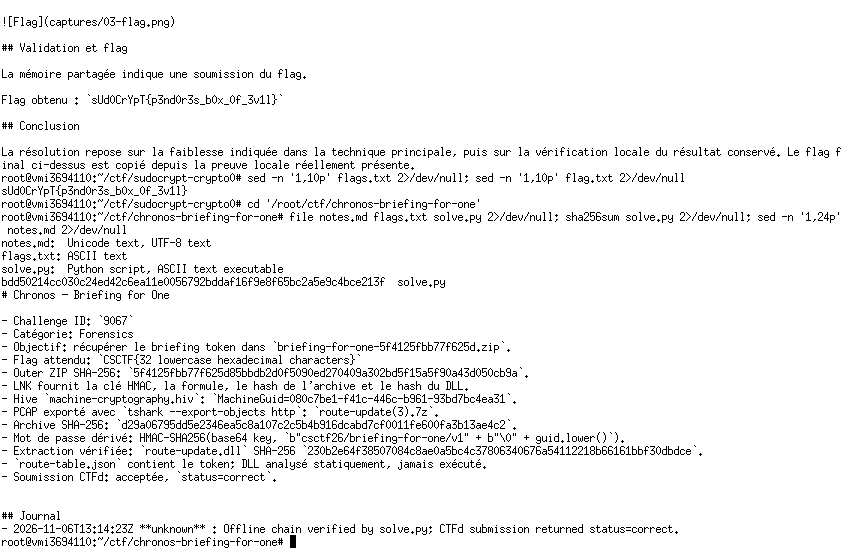 ![Flag](captures/03-flag.png)
## Validation et flag
La mémoire partagée indique une soumission du flag.
Flag obtenu : `sUd0CrYpT{p3nd0r3s_b0x_0f_3v1l}`
## Conclusion
La résolution repose sur la faiblesse indiquée dans la technique principale, puis sur la vérification locale du résultat conservé. Le flag f
inal ci-dessus est copié depuis la preuve locale réellement présente.
root@vmi3694110:~/ctf/sudocrypt-crypto0# sed -n '1,10p' flags.txt 2>/dev/null; sed -n '1,10p' flag.txt 2>/dev/null
sUd0CrYpT{p3nd0r3s_b0x_0f_3v1l}
root@vmi3694110:~/ctf/sudocrypt-crypto0# cd '/root/ctf/chronos-briefing-for-one'
root@vmi3694110:~/ctf/chronos-briefing-for-one# file notes.md flags.txt solve.py 2>/dev/null; sha256sum solve.py 2>/dev/null; sed -n '1,24p'
 notes.md 2>/dev/null
notes.md:  Unicode text, UTF-8 text
flags.txt: ASCII text
solve.py:  Python script, ASCII text executable
bdd50214cc030c24ed42c6ea11e0056792bddaf16f9e8f65bc2a5e9c4bce213f  solve.py
# Chronos — Briefing for One
- Challenge ID: `9067`
- Catégorie: Forensics
- Objectif: récupérer le briefing token dans `briefing-for-one-5f4125fbb77f625d.zip`.
- Flag attendu: `CSCTF{32 lowercase hexadecimal characters}`
- Outer ZIP SHA-256: `5f4125fbb77f625d85bbdb2d0f5090ed270409a302bd5f15a5f90a43d050cb9a`.
- LNK fournit la clé HMAC, la formule, le hash de l'archive et le hash du DLL.
- Hive `machine-cryptography.hiv`: `MachineGuid=080c7be1-f41c-446c-b961-93bd7bc4ea31`.
- PCAP exporté avec `tshark --export-objects http`: `route-update(3).7z`.
- Archive SHA-256: `d29a06795dd5e2346ea5c8a107c2c5b4b916dcabd7cf0011fe600fa3b13ae4c2`.
- Mot de passe dérivé: HMAC-SHA256(base64 key, `b"csctf26/briefing-for-one/v1" + b"\0" + guid.lower()`).
- Extraction vérifiée: `route-update.dll` SHA-256 `230b2e64f38507084c8ae0a5bc4c37806340676a54112218b66161bbf30dbdce`.
- `route-table.json` contient le token; DLL analysé statiquement, jamais exécuté.
- Soumission CTFd: acceptée, `status=correct`.
## Journal
- 2026-11-06T13:14:23Z **unknown** : Offline chain verified by solve.py; CTFd submission returned status=correct.
root@vmi3694110:~/ctf/chronos-briefing-for-one#